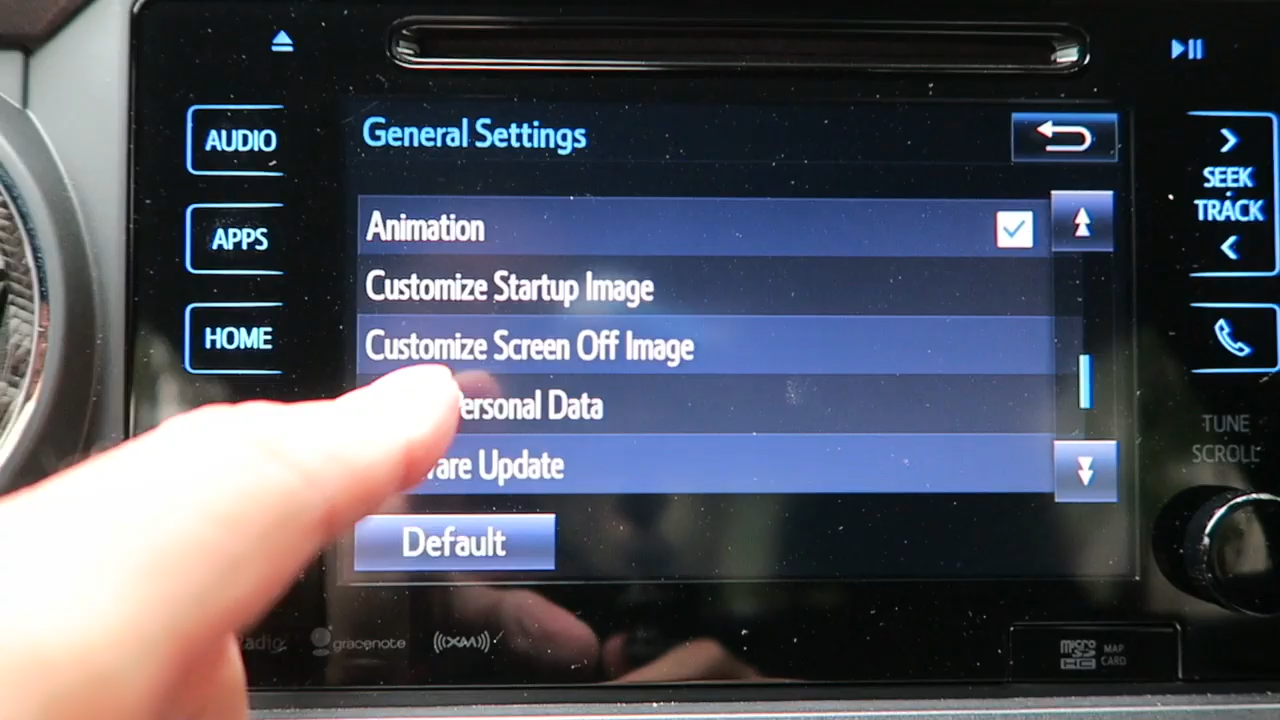 AUDIO
APPS
HOME
General Settings
Animation
Customize Startup Image
Customize Screen Off Image
ersonal Data
are Update
Default
SEEK
TRACK
TUNE
SCROLL
Radio
gracenote
((XM))
micro
SD
HC
MAP
CARD